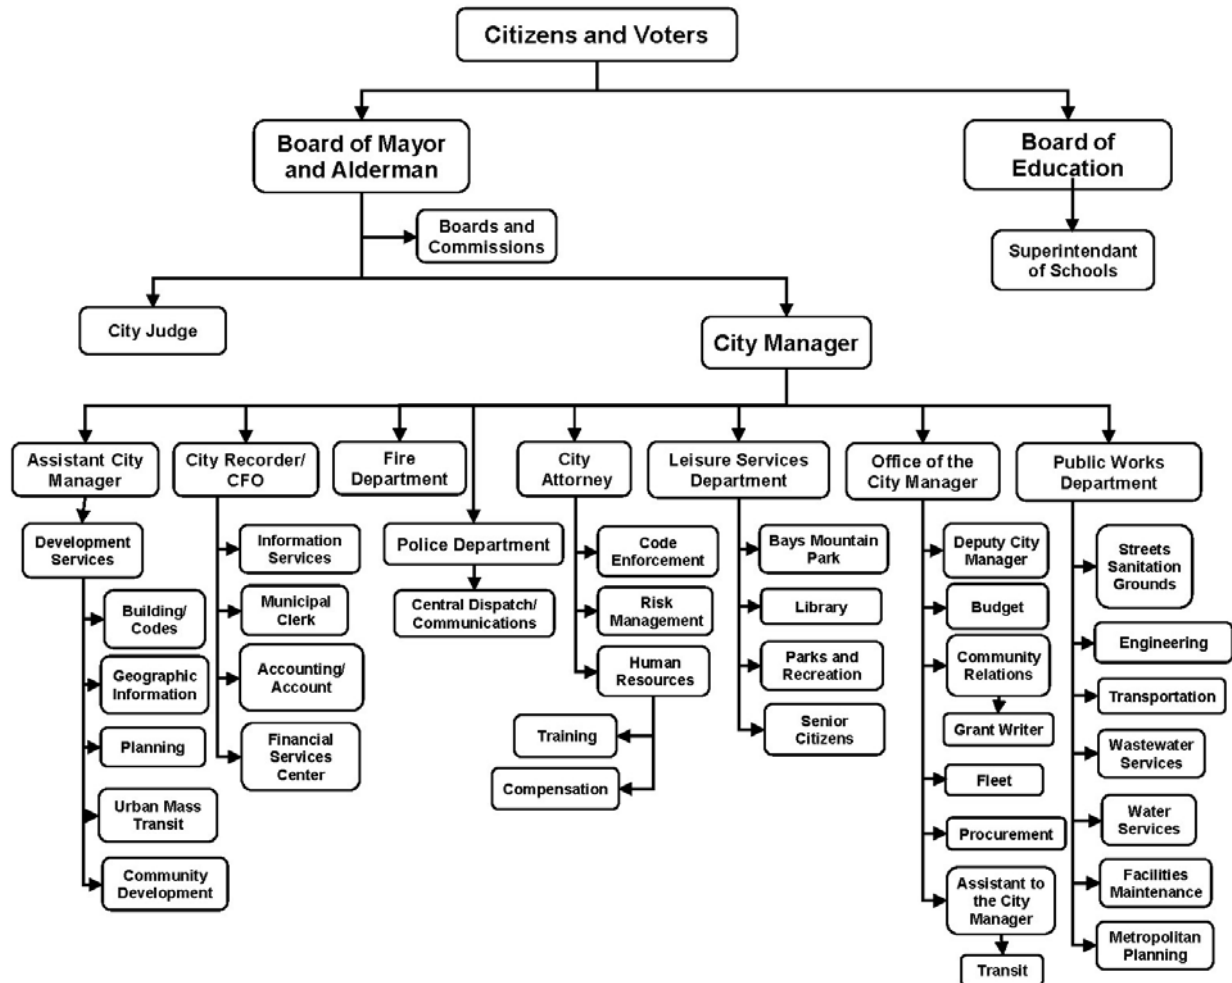 Citizens and Voters
Board of Mayor
and Alderman
Board of
Education
Boards and
Commissions
Superintendant
of Schools
City Judge
City Manager
Assistant City
Manager
City Recorder/
CFO
Fire
Department
City
Attorney
Leisure Services
Department
Office of the
City Manager
Public Works
Department
Development
Services
Building/
Codes
Geographic
Information
Planning
Urban Mass
Transit
Community
Development
Information
Services
Municipal
Clerk
Accounting/
Account
Financial
Services
Center
Police Department
Central Dispatch/
Communications
Code
Enforcement
Risk
Management
Human
Resources
Training
Compensation
Bays Mountain
Park
Library
Parks and
Recreation
Senior
Citizens
Deputy City
Manager
Budget
Community
Relations
Grant Writer
Fleet
Procurement
Assistant to
the City
Manager
Transit
Streets
Sanitation
Grounds
Engineering
Transportation
Wastewater
Services
Water
Services
Facilities
Maintenance
Metropolitan
Planning